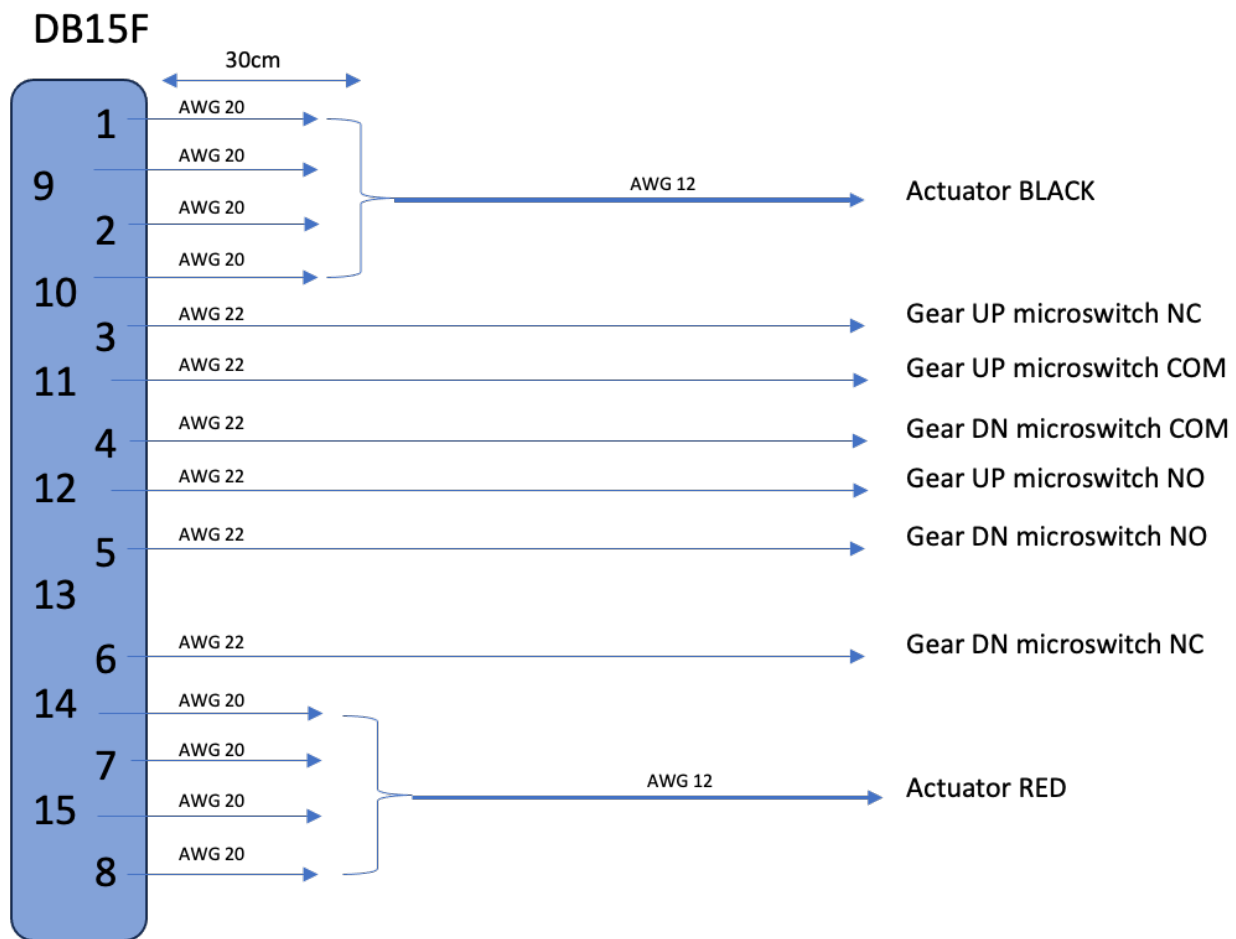 DB15F
30cm
1
AWG 20
9
AWG 20
2
AWG 20
10
AWG 20
AWG 12
Actuator BLACK
3
AWG 22
Gear UP microswitch NC
11
AWG 22
Gear UP microswitch COM
4
AWG 22
Gear DN microswitch COM
12
AWG 22
Gear UP microswitch NO
5
AWG 22
Gear DN microswitch NO
13
6
AWG 22
Gear DN microswitch NC
14
AWG 20
7
AWG 20
15
AWG 20
8
AWG 20
AWG 12
Actuator RED